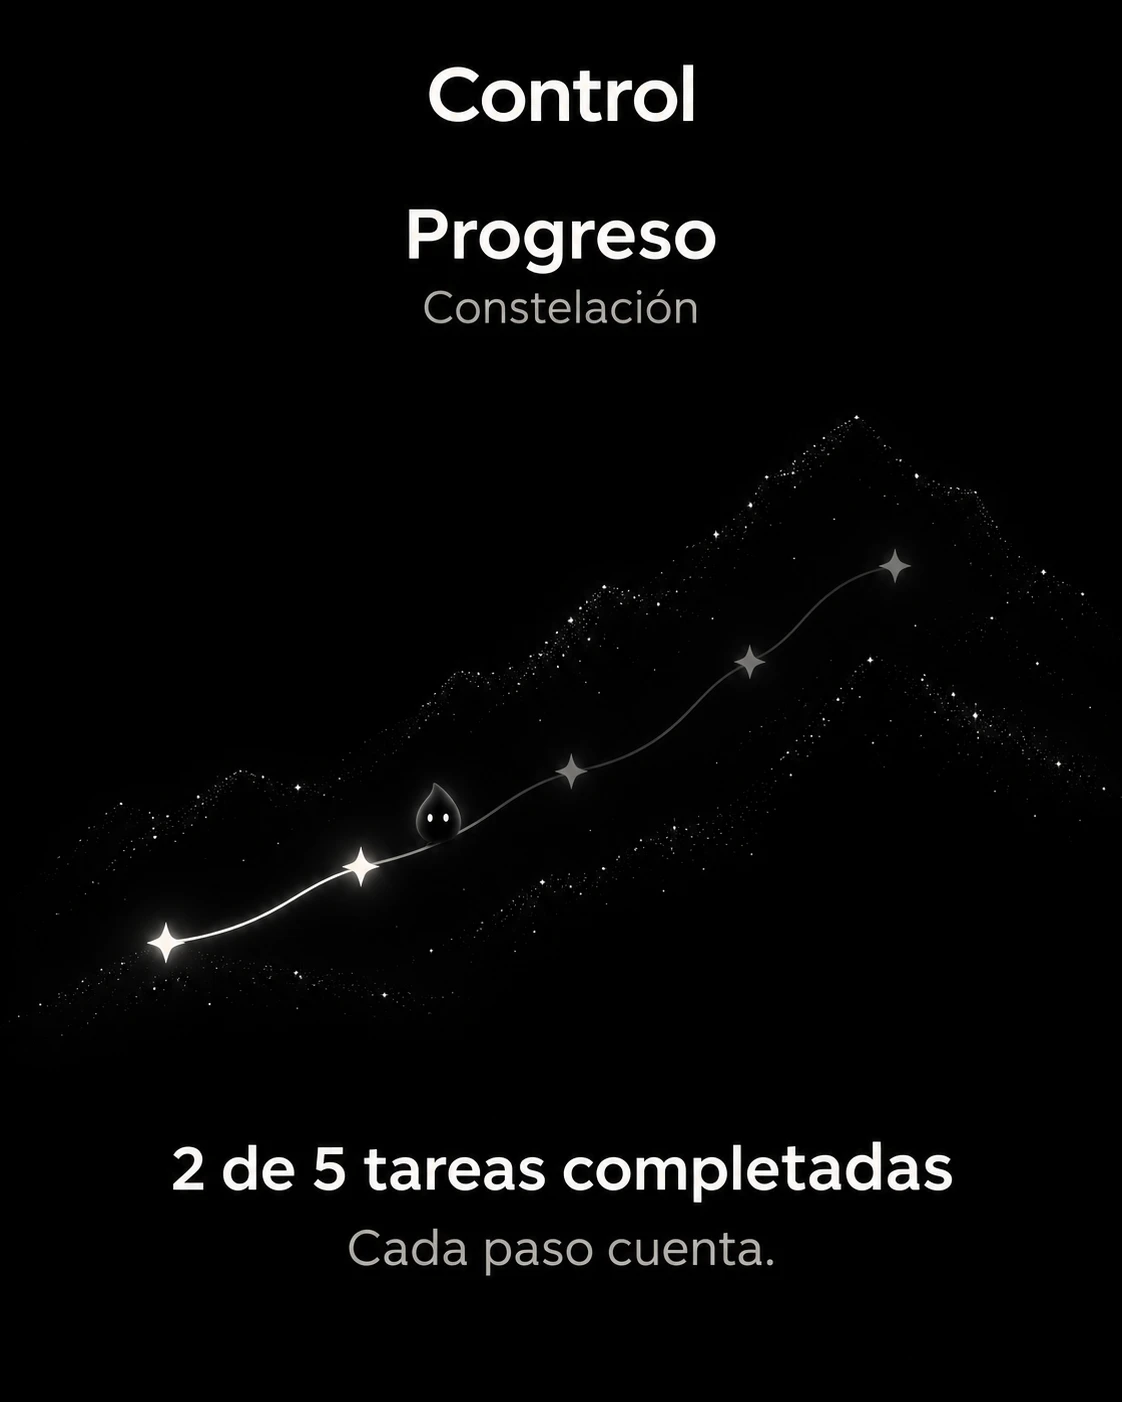 Control
Progreso
Constelación
2 de 5 tareas completadas
Cada paso cuenta.